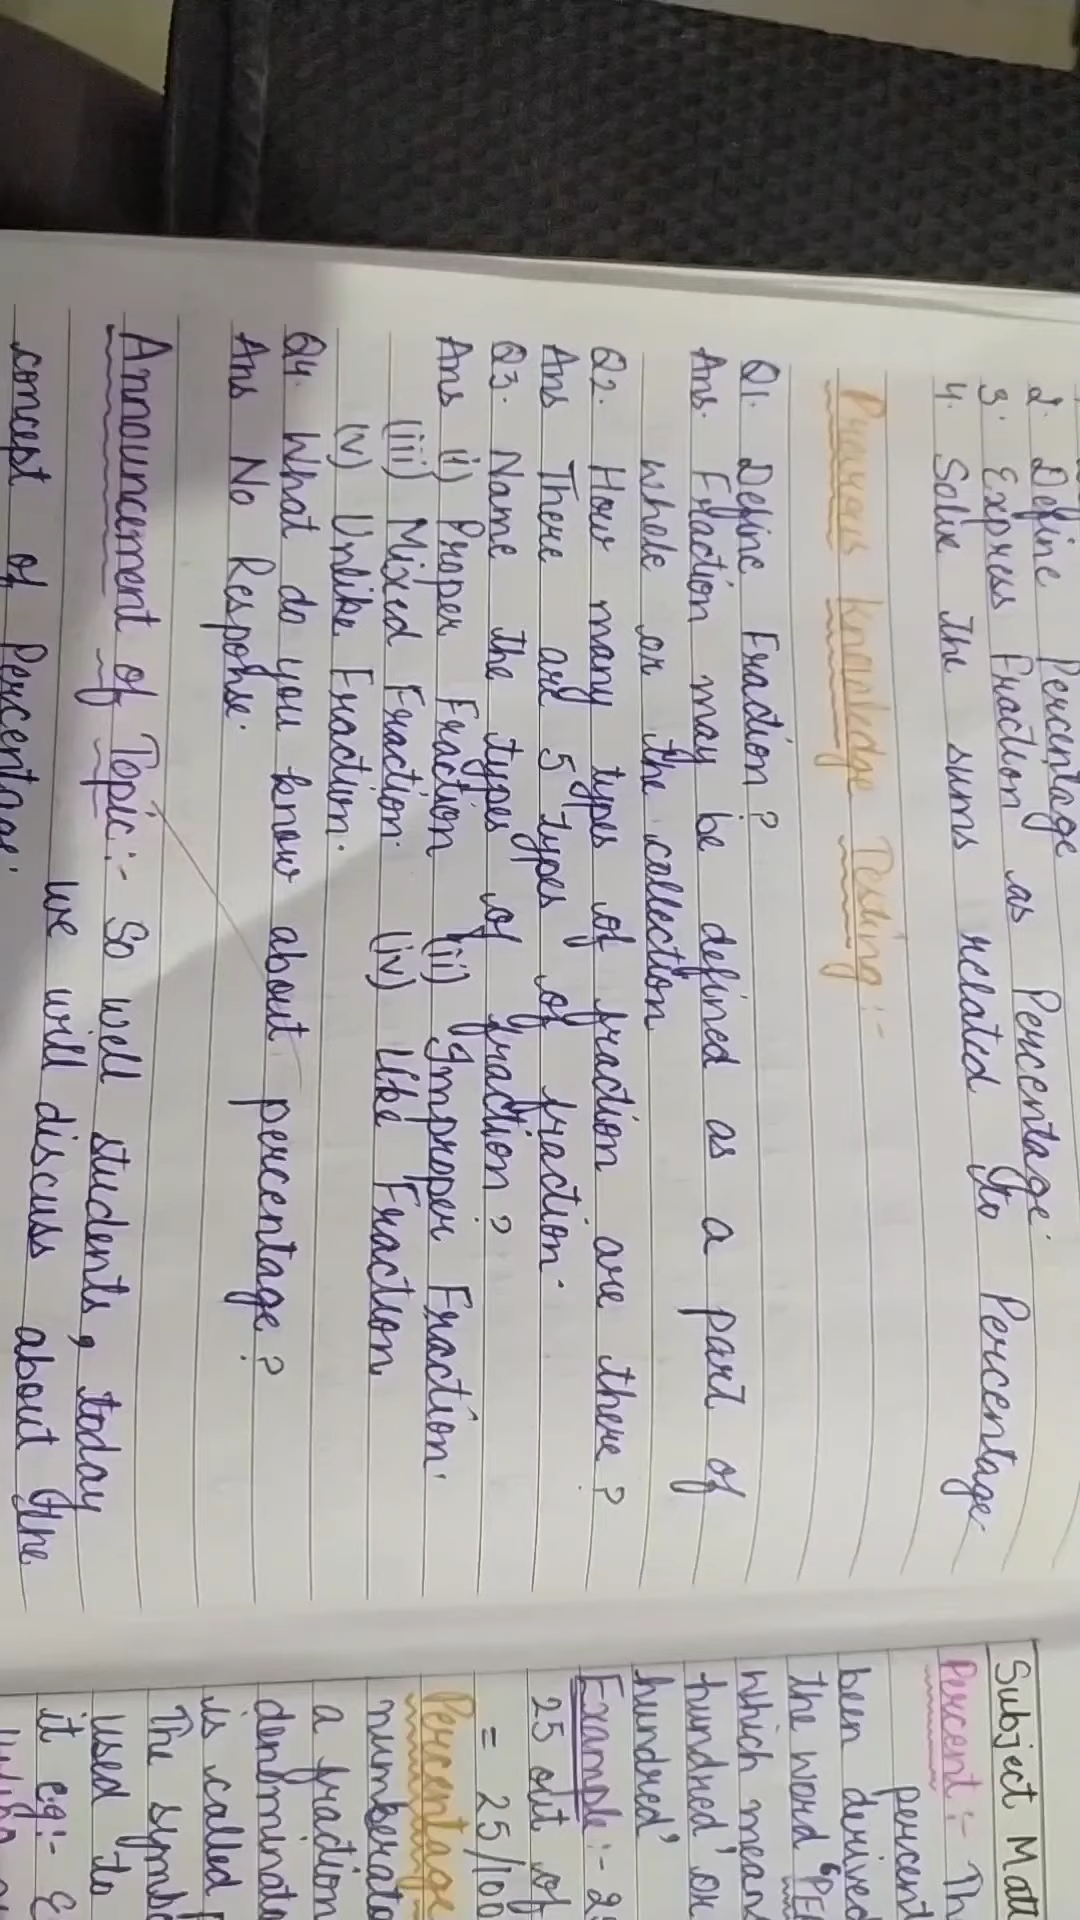 2. Define Percentage
3. Express Fraction as Percentage.
4. Solve the sums related to Percentage
Previous Knowledge Testing :-
Q1. Define Fraction?
Ans. Fraction may be defined as a part of
whole or the collection
Q2. How many types of fraction are there?
Ans There are 5 types of fraction.
Q3. Name the types of fraction?
Ans i) Proper Fraction (ii) Improper Fraction.
(iii) Mixed Fraction. (iv) Like Fraction
(v) Unlike Fraction.
Q4. What do you know about percentage?
Ans No Response.
Announcement of Topic:- So well students, today
we will discuss about the
concept of Percentage.
Subject Matt
Percent :- Th
percent
been derived
the word "PE
which mean
hundred' or
hundred'
Example :- 2
25 out of
= 25/100
Percentage
numerato
a fraction
denominato
is called
The symbo
used to
it e.g:-